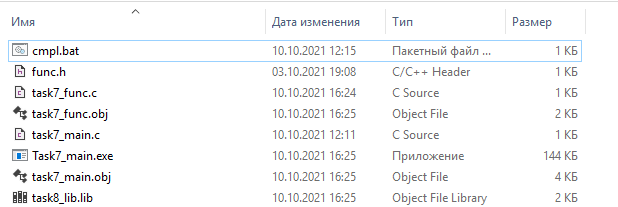 Имя Дата изменения Тип Размер
cmpl.bat 10.10.2021 12:15 Пакетный файл ... 1 КБ
func.h 03.10.2021 19:08 C/C++ Header 1 КБ
task7_func.c 10.10.2021 16:24 C Source 1 КБ
task7_func.obj 10.10.2021 16:25 Object File 2 КБ
task7_main.c 10.10.2021 12:11 C Source 1 КБ
Task7_main.exe 10.10.2021 16:25 Приложение 144 КБ
task7_main.obj 10.10.2021 16:25 Object File 4 КБ
task8_lib.lib 10.10.2021 16:25 Object File Library 2 КБ